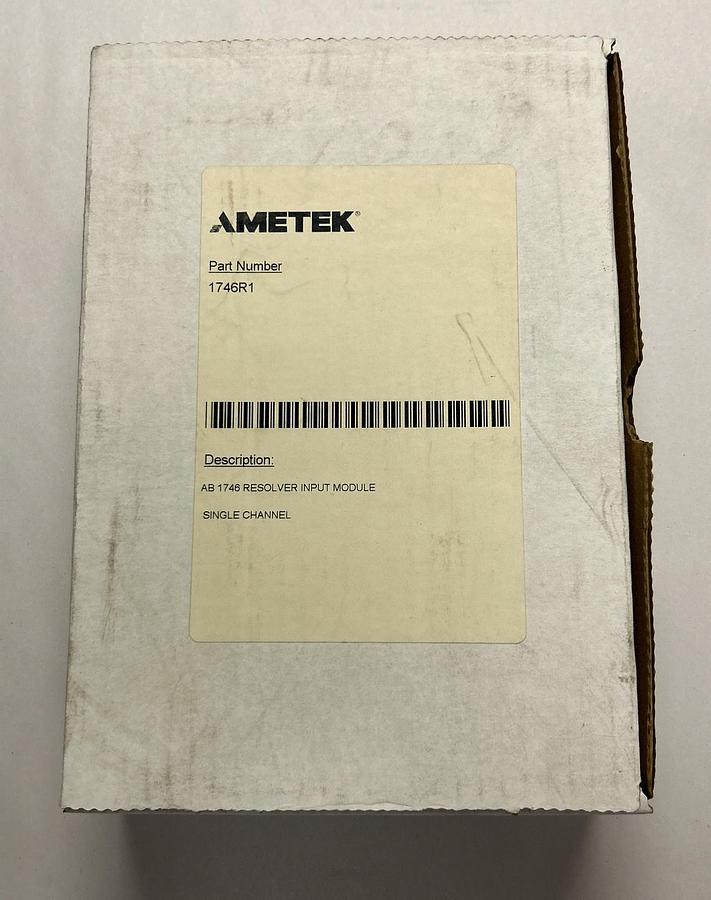 AMETEK®
Part Number
1746R1
Description:
AB 1746 RESOLVER INPUT MODULE
SINGLE CHANNEL